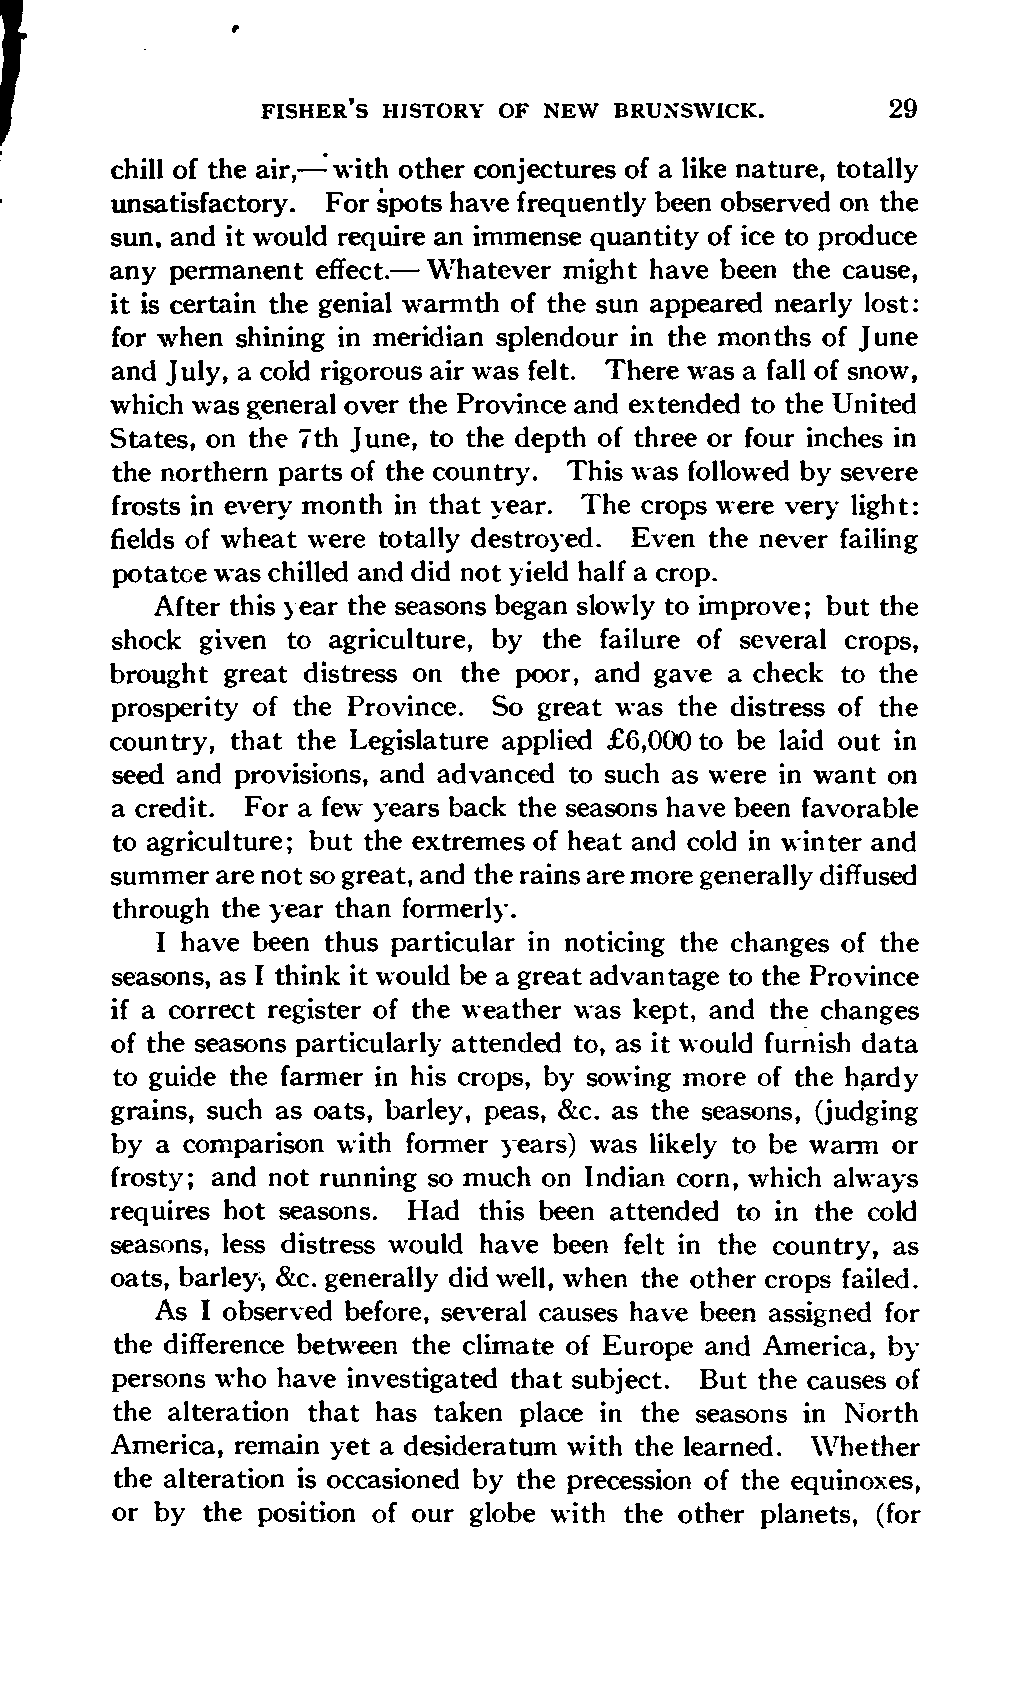 FISHER'S HISTORY OF NEW BRUNSWICK. 29
chill of the air,— with other conjectures of a like nature, totally
unsatisfactory. For spots have frequently been observed on the
sun, and it would require an immense quantity of ice to produce
any permanent effect.— Whatever might have been the cause,
it is certain the genial warmth of the sun appeared nearly lost:
for when shining in meridian splendour in the months of June
and July, a cold rigorous air was felt. There was a fall of snow,
which was general over the Province and extended to the United
States, on the 7th June, to the depth of three or four inches in
the northern parts of the country. This was followed by severe
frosts in every month in that year. The crops were very light:
fields of wheat were totally destroyed. Even the never failing
potatoe was chilled and did not yield half a crop.
After this year the seasons began slowly to improve; but the
shock given to agriculture, by the failure of several crops,
brought great distress on the poor, and gave a check to the
prosperity of the Province. So great was the distress of the
country, that the Legislature applied £6,000 to be laid out in
seed and provisions, and advanced to such as were in want on
a credit. For a few years back the seasons have been favorable
to agriculture; but the extremes of heat and cold in winter and
summer are not so great, and the rains are more generally diffused
through the year than formerly.
I have been thus particular in noticing the changes of the
seasons, as I think it would be a great advantage to the Province
if a correct register of the weather was kept, and the changes
of the seasons particularly attended to, as it would furnish data
to guide the farmer in his crops, by sowing more of the hardy
grains, such as oats, barley, peas, &c. as the seasons, (judging
by a comparison with former years) was likely to be warm or
frosty; and not running so much on Indian corn, which always
requires hot seasons. Had this been attended to in the cold
seasons, less distress would have been felt in the country, as
oats, barley, &c. generally did well, when the other crops failed.
As I observed before, several causes have been assigned for
the difference between the climate of Europe and America, by
persons who have investigated that subject. But the causes of
the alteration that has taken place in the seasons in North
America, remain yet a desideratum with the learned. Whether
the alteration is occasioned by the precession of the equinoxes,
or by the position of our globe with the other planets, (for